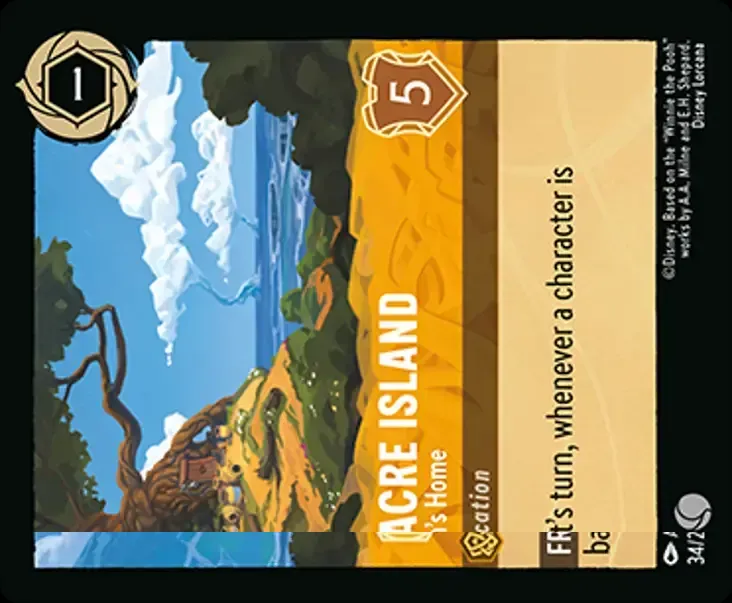 1
5
ACRE ISLAND
's Home
cation
FR
t's turn, whenever a character is
ba
34/2
©Disney. Based on the "Winnie the Pooh"
works by A.A. Milne and E.H. Shepard.
Disney Lorcana